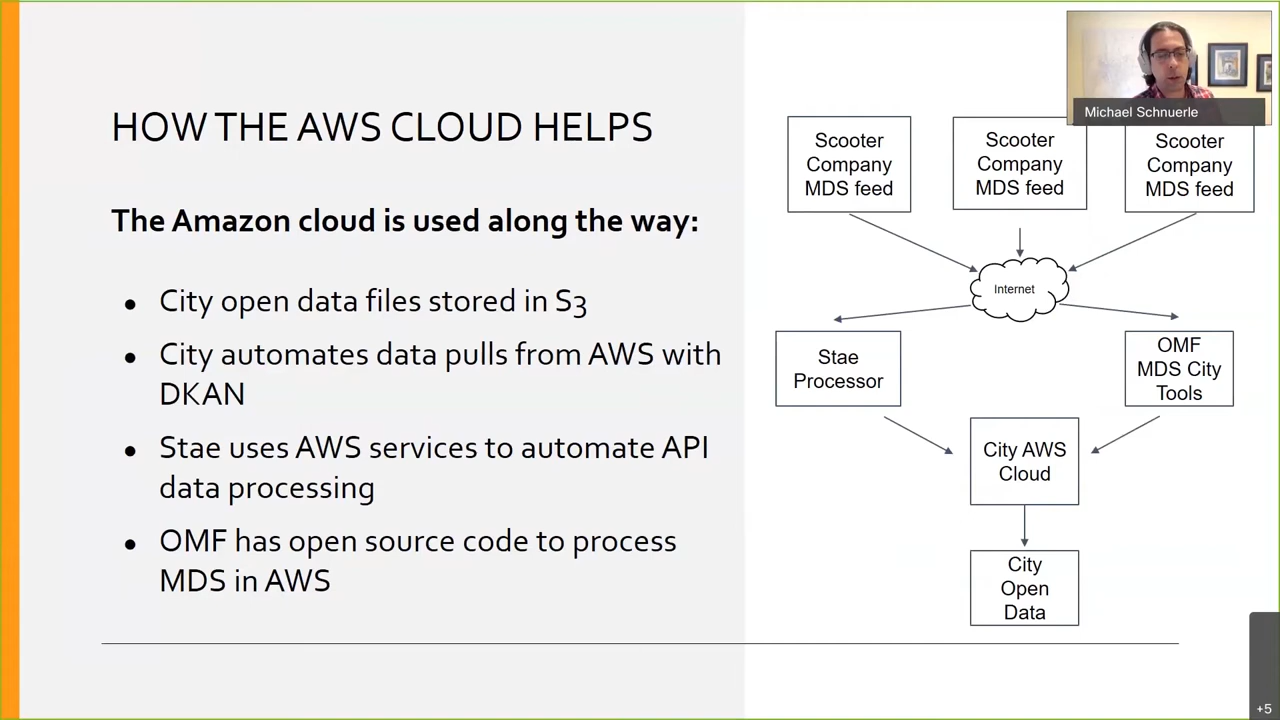 HOW THE AWS CLOUD HELPS
The Amazon cloud is used along the way:
● City open data files stored in S3
● City automates data pulls from AWS with
DKAN
● Stae uses AWS services to automate API
data processing
● OMF has open source code to process
MDS in AWS
Michael Schnuerle
Scooter
Company
MDS feed
Scooter
Company
MDS feed
Scooter
Company
MDS feed
Internet
Stae
Processor
OMF
MDS City
Tools
City AWS
Cloud
City
Open
Data
+5